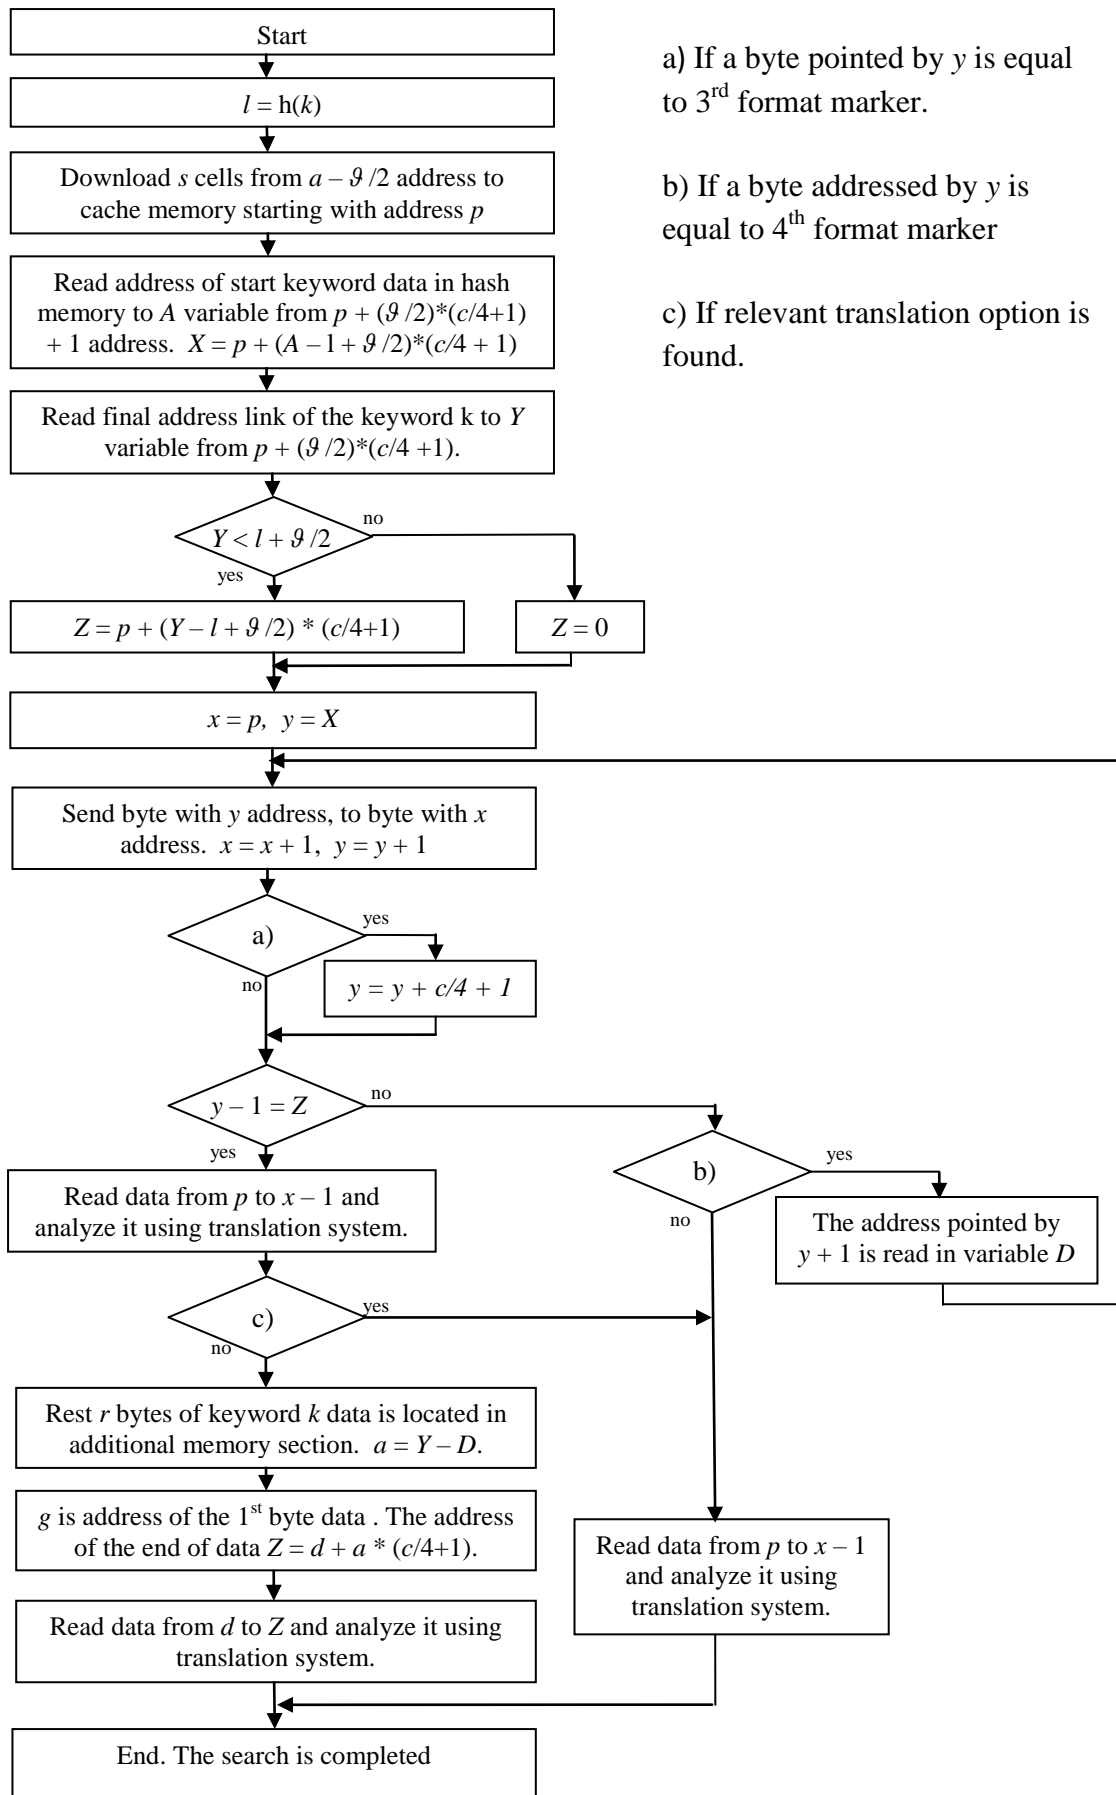 Start
l = h(k)
Download s cells from a – ϑ /2 address to
cache memory starting with address p
Read address of start keyword data in hash
memory to A variable from p + (ϑ /2)*(c/4+1)
+ 1 address.  X = p + (A – l + ϑ /2)*(c/4 + 1)
Read final address link of the keyword k to Y
variable from p + (ϑ /2)*(c/4 +1).
Y < l + ϑ /2
no
yes
Z = p + (Y – l + ϑ /2) * (c/4+1)
Z = 0
x = p,  y = X
Send byte with y address, to byte with x
address.  x = x + 1,  y = y + 1
a)
yes
no
y = y + c/4 + 1
y – 1 = Z
no
yes
b)
yes
no
Read data from p to x – 1 and
analyze it using translation system.
The address pointed by
y + 1 is read in variable D
c)
yes
no
Rest r bytes of keyword k data is located in
additional memory section.  a = Y – D.
g is address of the 1st byte data . The address
of the end of data Z = d + a * (c/4+1).
Read data from p to x – 1
and analyze it using
translation system.
Read data from d to Z and analyze it using
translation system.
End. The search is completed
a) If a byte pointed by y is equal
to 3rd format marker.
b) If a byte addressed by y is
equal to 4th format marker
c) If relevant translation option is
found.